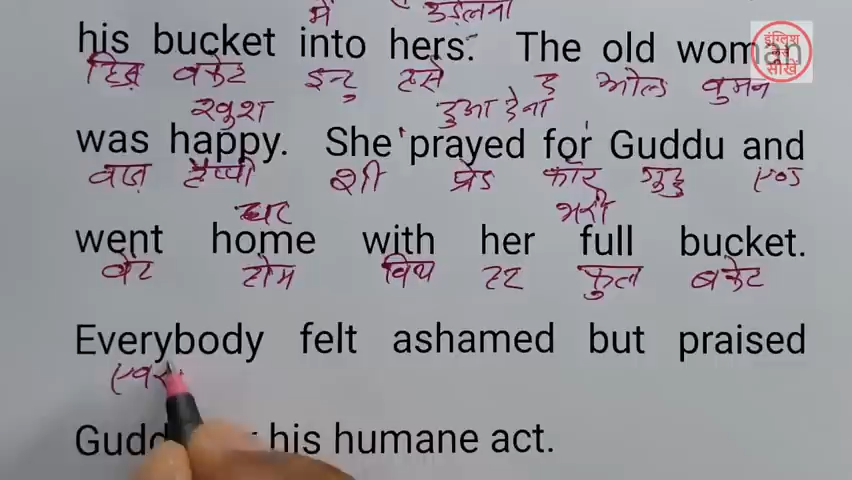 में उड़ेलना
his bucket into hers. The old woman
हिज़ बकेट इन्टु हर्स द ओल्ड वुमन
खुश दुआ देना
was happy. She prayed for Guddu and
वाज़ हैप्पी शी प्रेड फॉर गुड्डु एण्ड
घर भरी
went home with her full bucket.
वेंट होम विथ हर फुल बकेट
Everybody felt ashamed but praised
एवर
Gudd his humane act.
इंग्लिश
सीखें